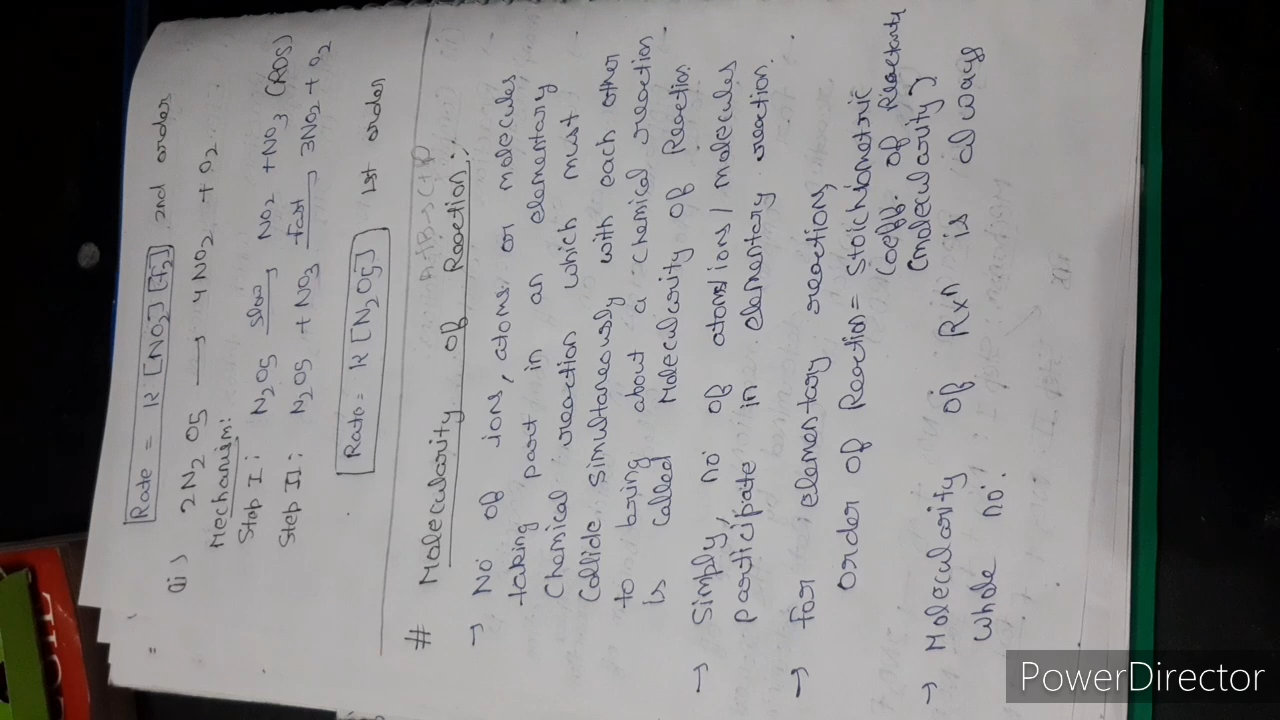 Rate = k [NO2] [F2] 2nd order
(ii) 2N2O5 → 4NO2 + O2.
Mechanism:
Step I: N2O5 slow→ NO2 + NO3 (RDS)
Step II: N2O5 + NO3 fast→ 3NO2 + O2
Rate = k [N2O5] 1st order
# Molecularity of Reaction:
→ No of ions, atoms or molecules
taking part in an elementary
Chemical reaction which must
Collide simultaneously with each other
to bring about a chemical reaction
is called Molecularity of Reaction.
→ Simply, no of atoms/ions/molecules
participate in elementary reaction.
→ for elementary reactions,
order of Reaction = Stoichiometric
Coeff. of Reactants
(molecularity)
→ Molecularity of Rxn is always
whole no.
PowerDirector